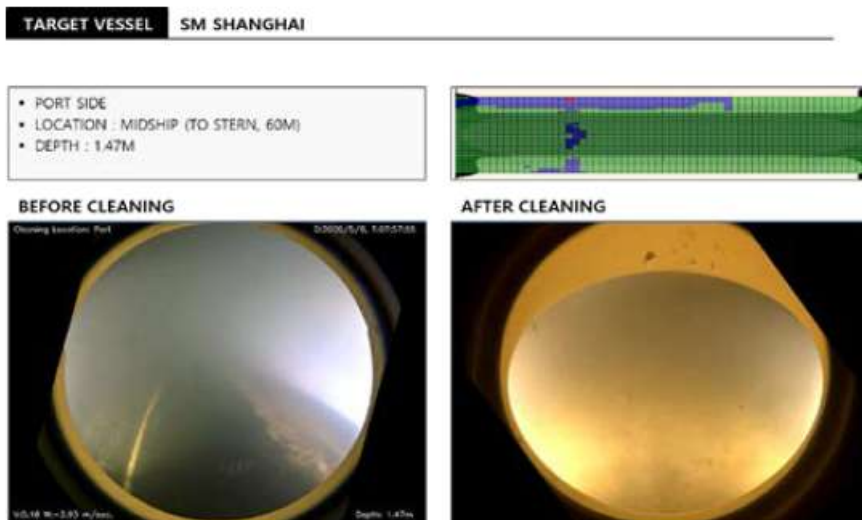 TARGET VESSEL SM SHANGHAI
▪ PORT SIDE
▪ LOCATION : MIDSHIP (TO STERN, 60M)
▪ DEPTH : 1.47M
BEFORE CLEANING
AFTER CLEANING
Cleaning Location: Port
Depth: 1.47m